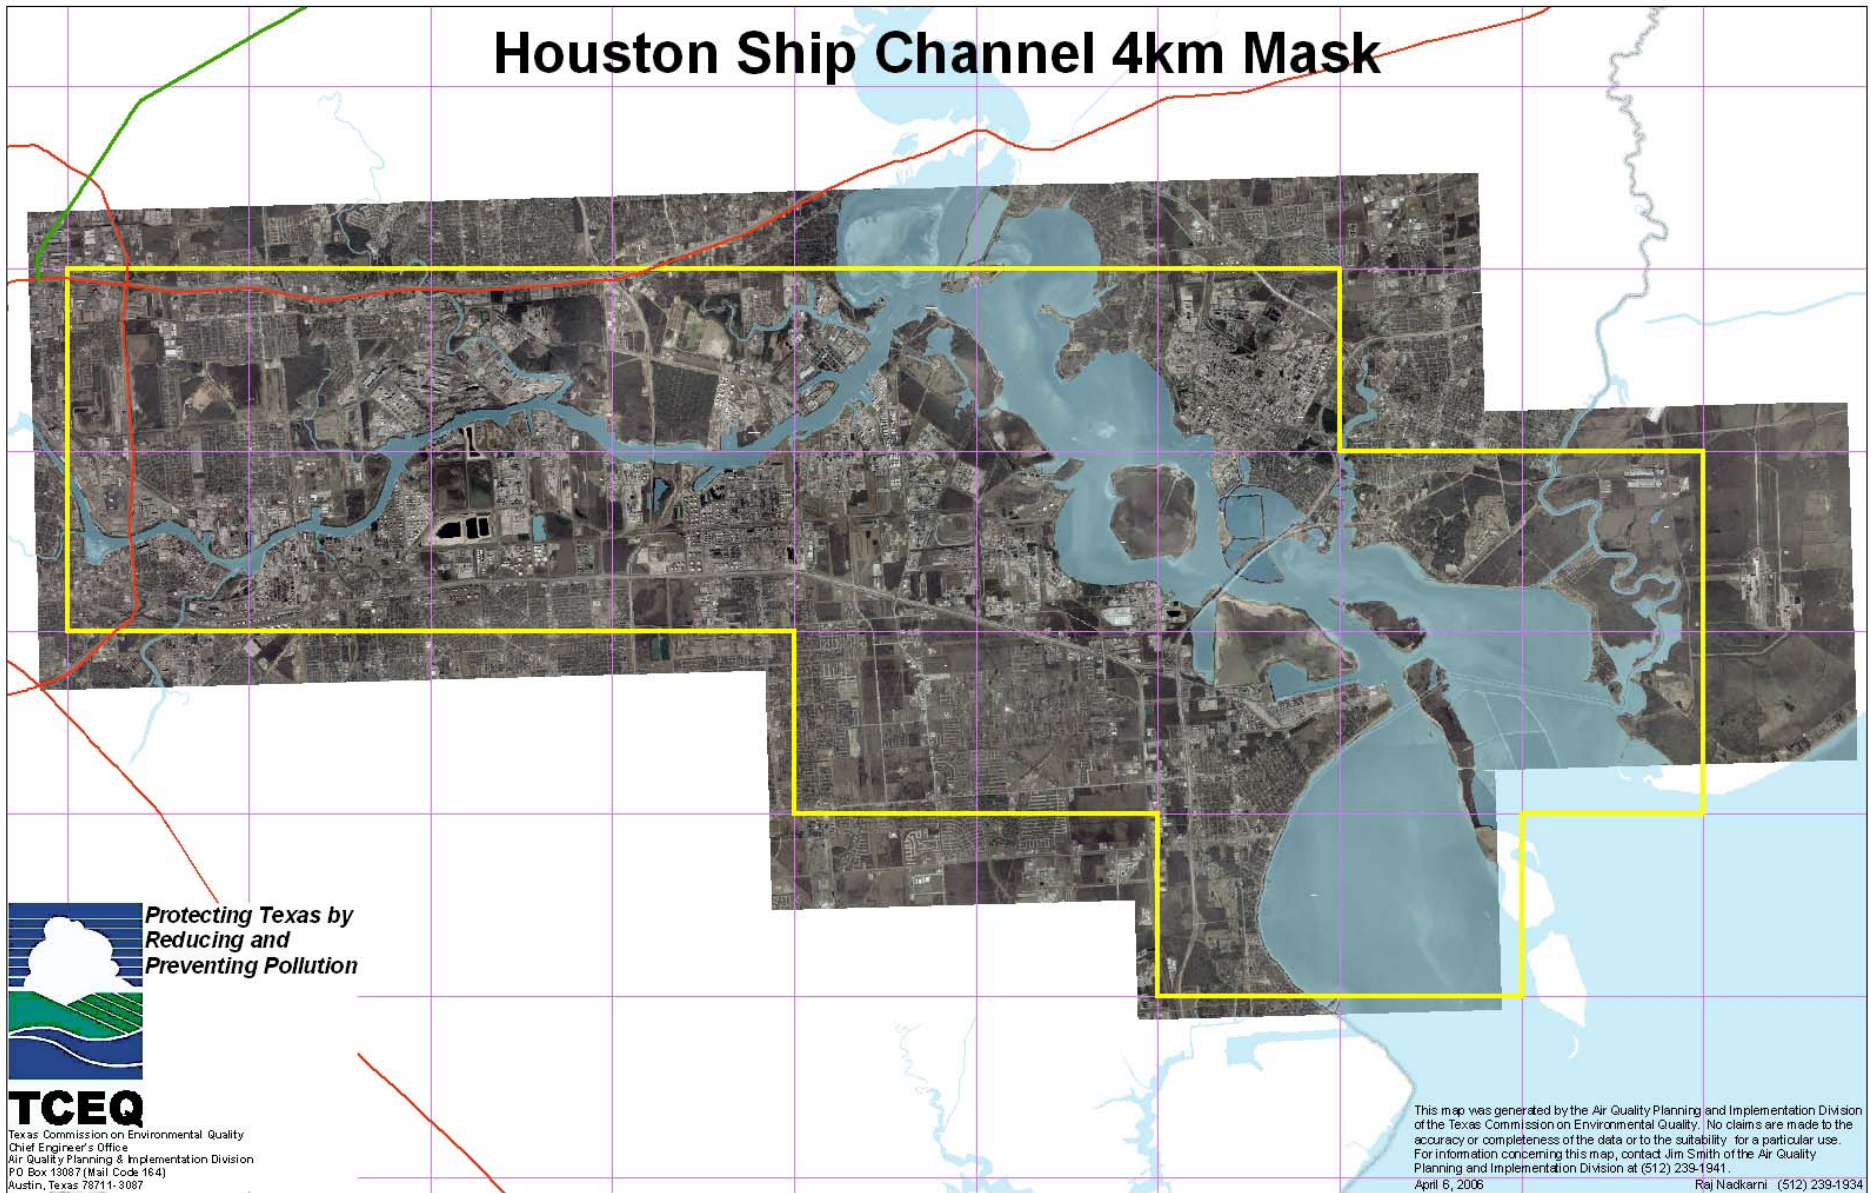 Houston Ship Channel 4km Mask
Protecting Texas by
Reducing and
Preventing Pollution
TCEQ
Texas Commission on Environmental Quality
Chief Engineer's Office
Air Quality Planning & Implementation Division
PO Box 13087 (Mail Code 164)
Austin, Texas 78711-3087
This map was generated by the Air Quality Planning and Implementation Division
of the Texas Commission on Environmental Quality. No claims are made to the
accuracy or completeness of the data or to the suitability for a particular use.
For information concerning this map, contact Jim Smith of the Air Quality
Planning and Implementation Division at (512) 239-1941.
April 6, 2006 Raj Nadkarni (512) 239-1934